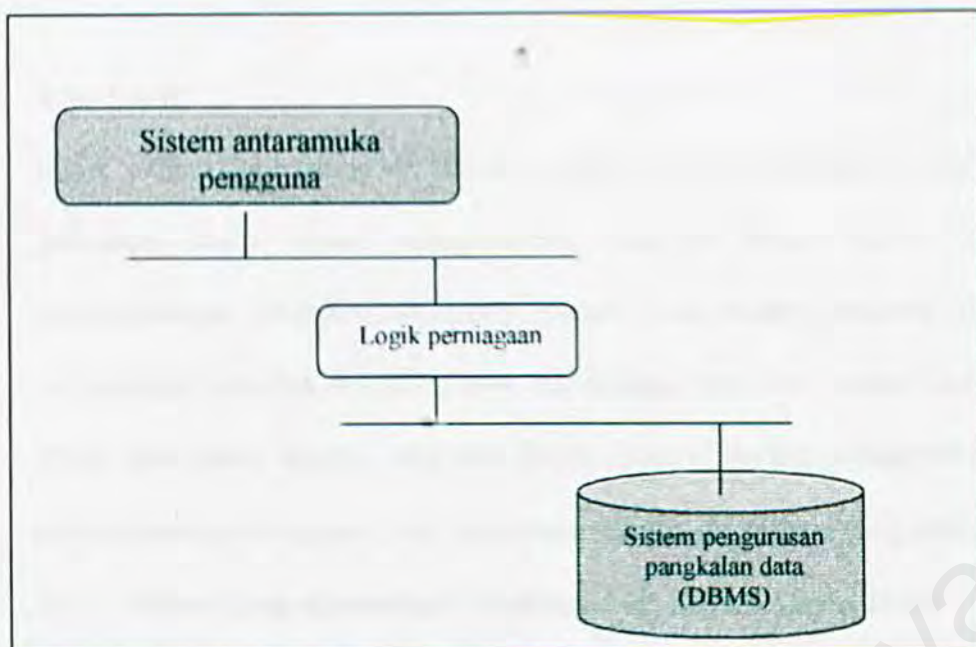 Sistem antaramuka
pengguna
Logik perniagaan
Sistem pengurusan
pangkalan data
(DBMS)